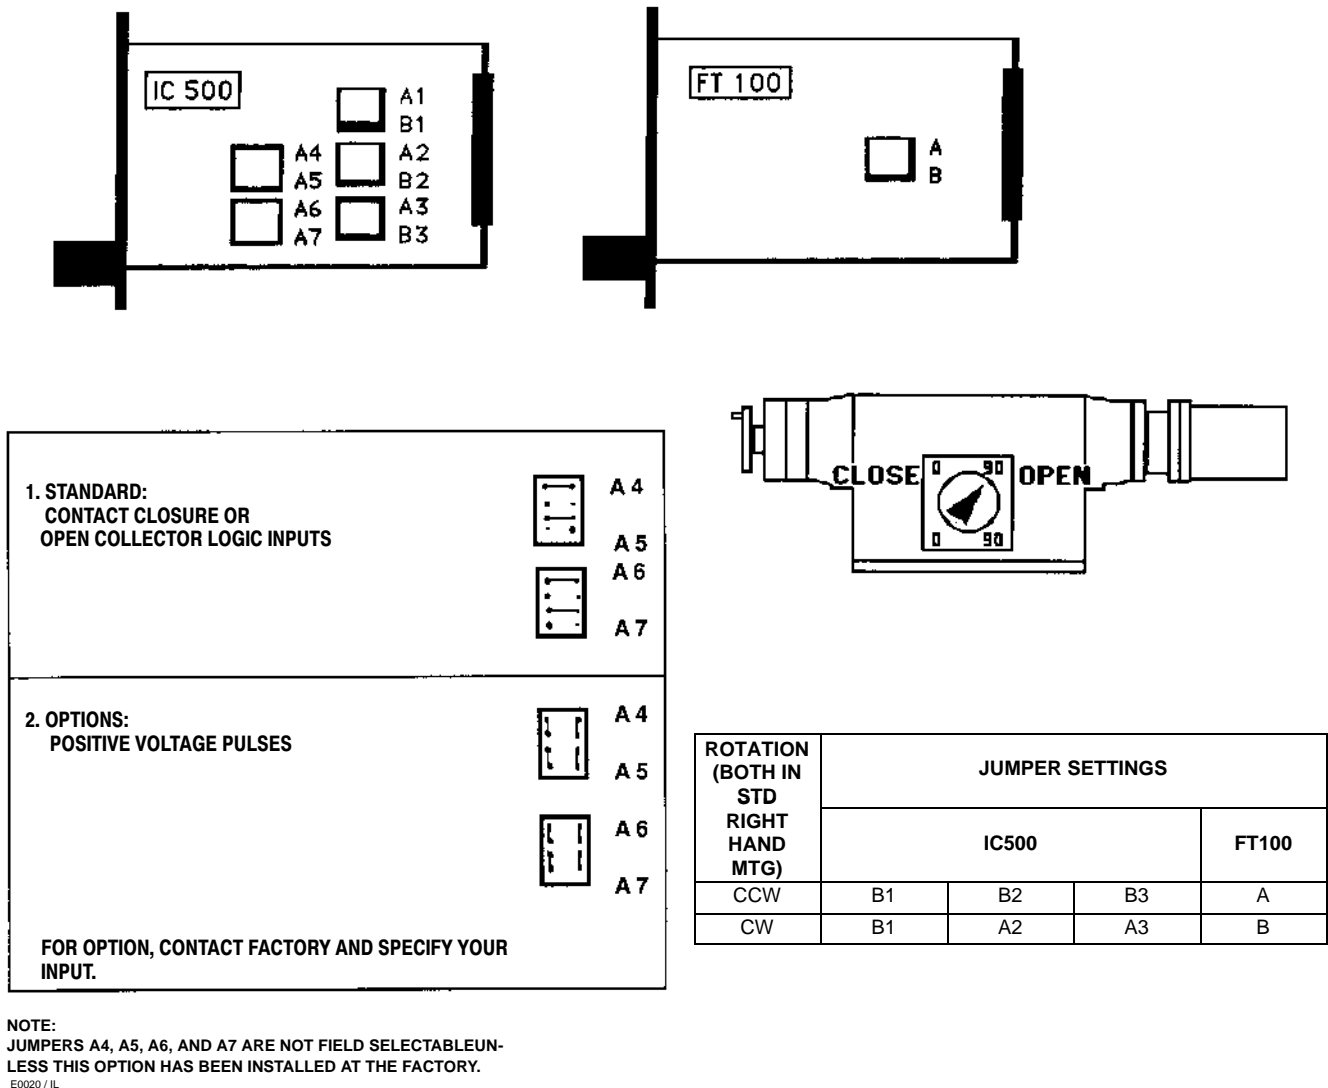 IC 500
A1
B1
A4
A2
A5
B2
A6
A3
A7
B3
FT 100
A
B
CLOSE
0
90
OPEN
0
90
1. STANDARD:
CONTACT CLOSURE OR
OPEN COLLECTOR LOGIC INPUTS
A 4
A 5
A 6
A 7
2. OPTIONS:
POSITIVE VOLTAGE PULSES
A 4
A 5
A 6
A 7
FOR OPTION, CONTACT FACTORY AND SPECIFY YOUR
INPUT.
ROTATION
(BOTH IN
STD
RIGHT
HAND
MTG)
JUMPER SETTINGS
IC500
FT100
CCW B1 B2 B3 A
CW B1 A2 A3 B
NOTE:
JUMPERS A4, A5, A6, AND A7 ARE NOT FIELD SELECTABLEUN-
LESS THIS OPTION HAS BEEN INSTALLED AT THE FACTORY.
E0020 / IL